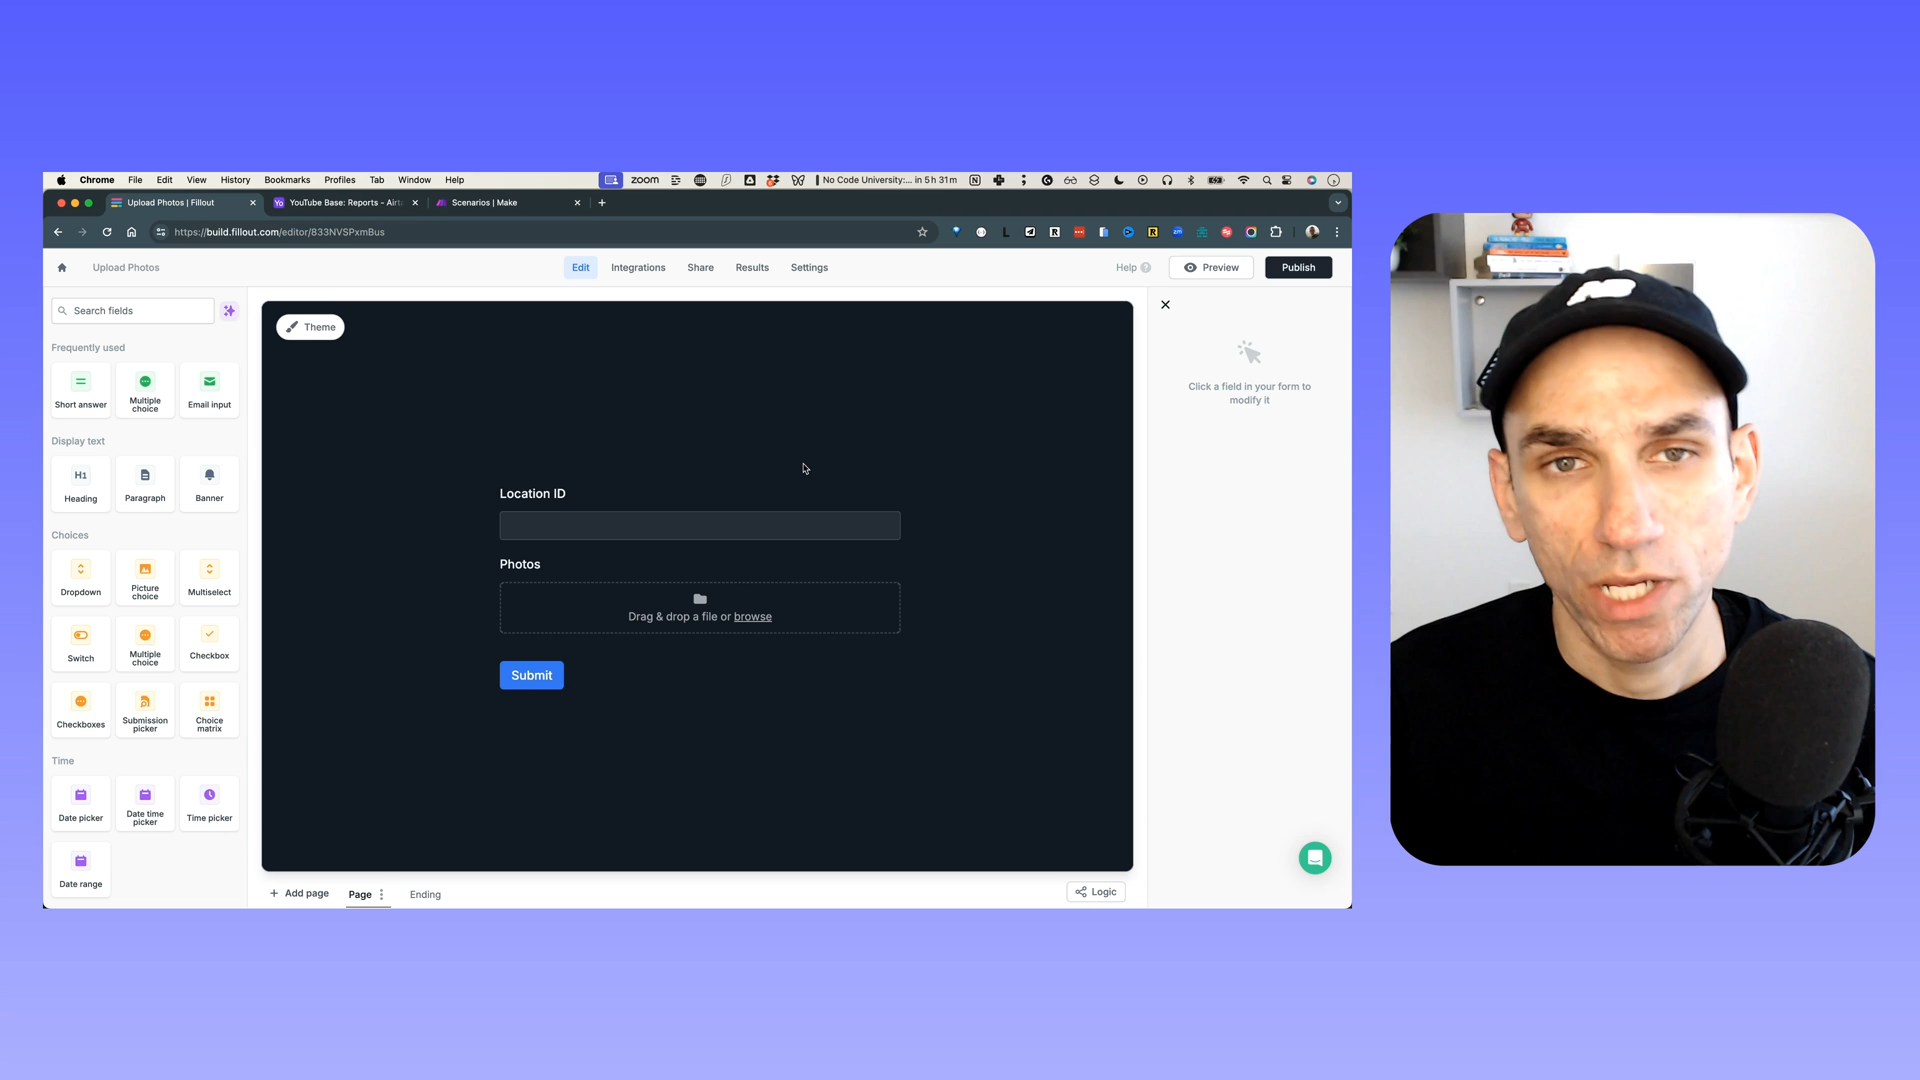 Chrome File Edit View History Bookmarks Profiles Tab Window Help zoom No Code University:... in 5 h 31m
Upload Photos | Fillout
YouTube Base: Reports - Airt
Scenarios | Make
https://build.fillout.com/editor/833NVSPxmBus
Upload Photos
Edit Integrations Share Results Settings
Help
Preview
Publish
Search fields
Theme
Frequently used
Short answer
Multiple choice
Email input
Display text
H1
Heading
Paragraph
Banner
Choices
Dropdown
Picture choice
Multiselect
Switch
Multiple choice
Checkbox
Checkboxes
Submission picker
Choice matrix
Time
Date picker
Date time picker
Time picker
Date range
Location ID
Photos
Drag & drop a file or browse
Submit
Click a field in your form to
modify it
Add page
Page
Ending
Logic